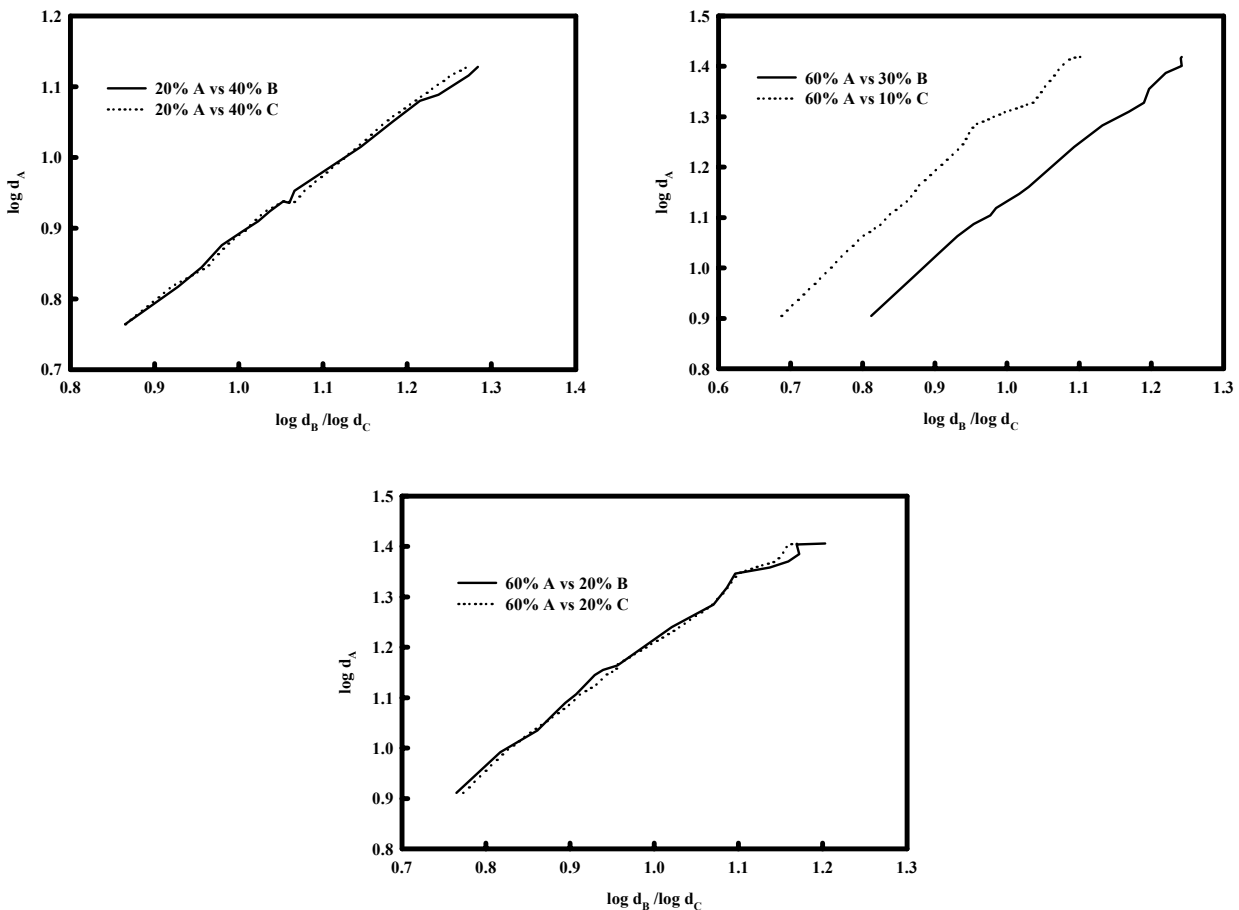 1.2
1.1
1.0
0.9
0.8
0.7
log d_A
20% A vs 40% B
20% A vs 40% C
0.8 0.9 1.0 1.1 1.2 1.3 1.4
log d_B /log d_C
1.5
1.4
1.3
1.2
1.1
1.0
0.9
0.8
log d_A
60% A vs 30% B
60% A vs 10% C
0.6 0.7 0.8 0.9 1.0 1.1 1.2 1.3
log d_B /log d_C
1.5
1.4
1.3
1.2
1.1
1.0
0.9
0.8
log d_A
60% A vs 20% B
60% A vs 20% C
0.7 0.8 0.9 1.0 1.1 1.2 1.3
log d_B /log d_C